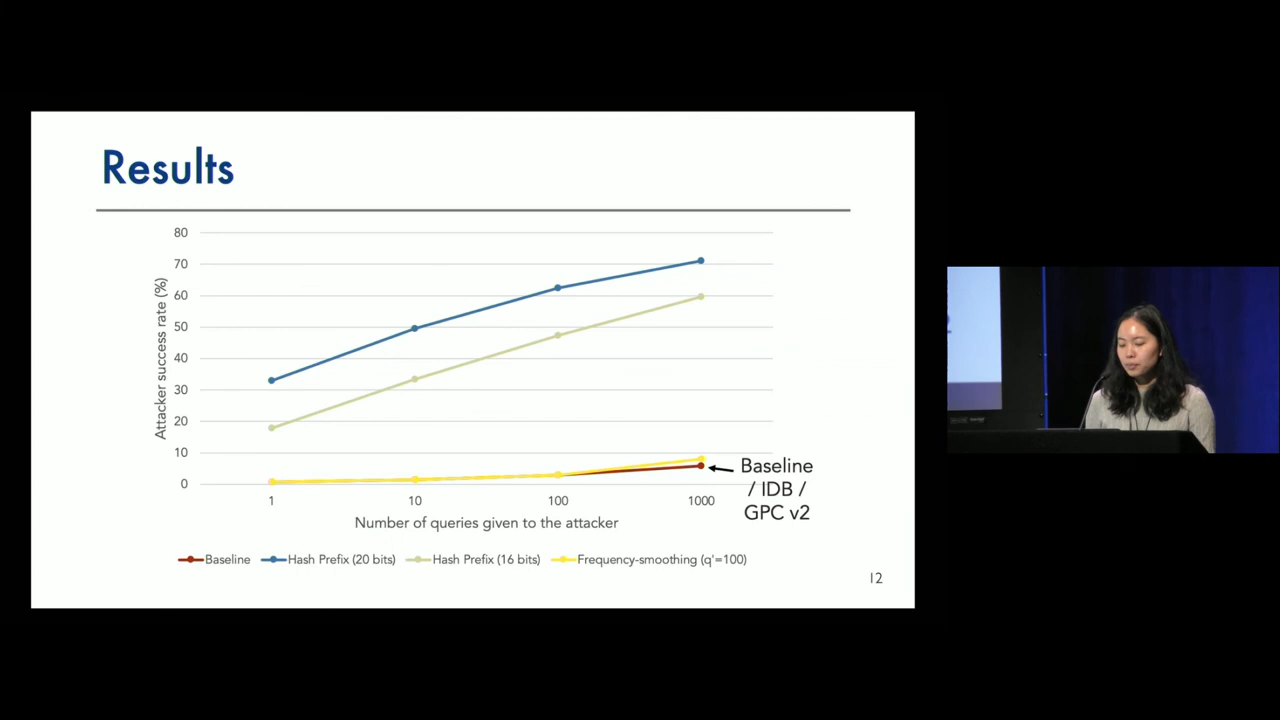 Results
80
70
60
50
40
30
20
10
0
Attacker success rate (%)
1 10 100 1000
Number of queries given to the attacker
Baseline
/ IDB /
GPC v2
Baseline Hash Prefix (20 bits) Hash Prefix (16 bits) Frequency-smoothing (q'=100)
12